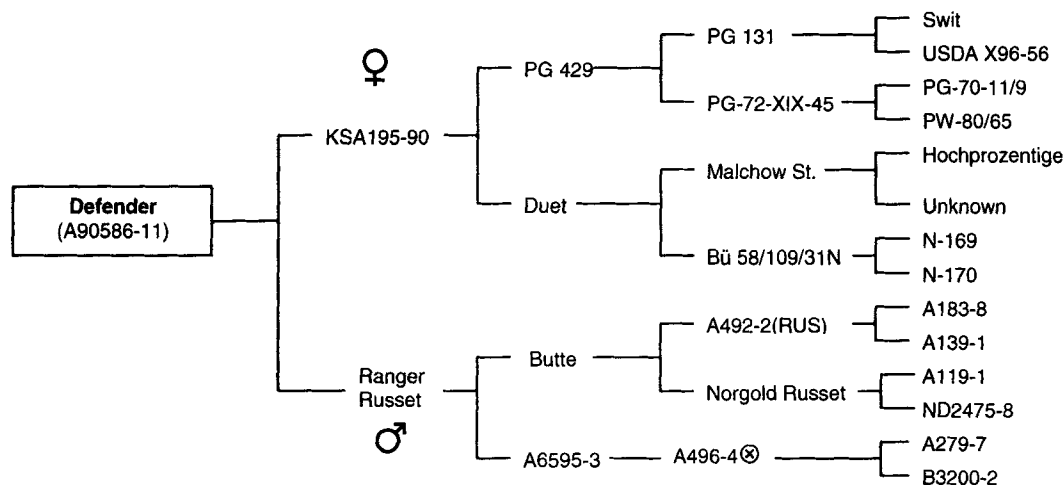 Defender
(A90586-11)
♀
KSA195-90
Ranger
Russet
♂
PG 429
Duet
Butte
A6595-3
PG 131
PG-72-XIX-45
Malchow St.
Bü 58/109/31N
A492-2(RUS)
Norgold Russet
A496-4⊗
Swit
USDA X96-56
PG-70-11/9
PW-80/65
Hochprozentige
Unknown
N-169
N-170
A183-8
A139-1
A119-1
ND2475-8
A279-7
B3200-2